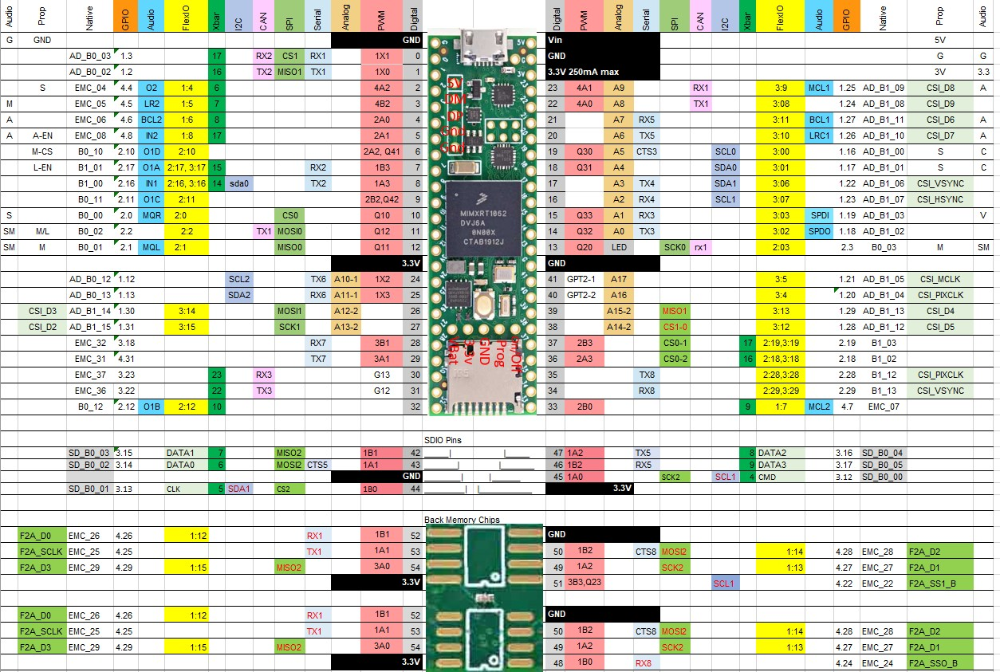 Audio Prop Native GPIO Audio FlexIO Xbar I2C CAN SPI Serial Analog PWM Digital Digital PWM Analog Serial SPI CAN I2C Xbar FlexIO Audio GPIO Native Prop Audio
G GND GND Vin 5V
AD_B0_03 1.3 17 RX2 CS1 RX1 1X1 0 GND G G
AD_B0_02 1.2 16 TX2 MISO1 TX1 1X0 1 3.3V 250mA max 3V 3.3
S EMC_04 4.4 O2 1:4 6 4A2 2 23 4A1 A9 RX1 3:9 MCL1 1.25 AD_B1_09 CSI_D8 A
M EMC_05 4.5 LR2 1:5 7 4B2 3 22 4A0 A8 TX1 3:08 1.24 AD_B1_08 CSI_D9
A EMC_06 4.6 BCL2 1:6 8 2A0 4 21 A7 RX5 3:11 BCL1 1.27 AD_B1_11 CSI_D6 A
A A-EN EMC_08 4.8 IN2 1:8 17 2A1 5 20 A6 TX5 3:10 LRC1 1.26 AD_B1_10 CSI_D7 A
M-CS B0_10 2.10 O1D 2:10 2A2, Q41 6 19 Q30 A5 CTS3 SCL0 3:00 1.16 AD_B1_00 S C
L-EN B1_01 2.17 O1A 2:17, 3:17 15 RX2 1B3 7 18 Q31 A4 SDA0 3:01 1.17 AD_B1_01 S C
B1_00 2.16 IN1 2:16, 3:16 14 sda0 TX2 1A3 8 17 A3 TX4 SDA1 3:06 1.22 AD_B1_06 CSI_VSYNC
B0_11 2.11 O1C 2:11 2B2,Q42 9 16 A2 RX4 SCL1 3:07 1.23 AD_B1_07 CSI_HSYNC
S B0_00 2.0 MQR 2:0 CS0 Q10 10 15 Q33 A1 RX3 3:03 SPDI 1.19 AD_B1_03 V
SM M/L B0_02 2.2 2:2 TX1 MOSI0 Q12 11 14 Q32 A0 TX3 3:02 SPDO 1.18 AD_B1_02
SM M B0_01 2.1 MQL 2:1 MISO0 Q11 12 13 Q20 LED SCK0 rx1 2:03 2.3 B0_03 M SM
3.3V GND
AD_B0_12 1.12 SCL2 TX6 A10-1 1X2 24 41 GPT2-1 A17 3:5 1.21 AD_B1_05 CSI_MCLK
AD_B0_13 1.13 SDA2 RX6 A11-1 1X3 25 40 GPT2-2 A16 3:4 1.20 AD_B1_04 CSI_PIXCLK
CSI_D3 AD_B1_14 1.30 3:14 MOSI1 A12-2 26 39 A15-2 MISO1 3:13 1.29 AD_B1_13 CSI_D4
CSI_D2 AD_B1_15 1.31 3:15 SCK1 A13-2 27 38 A14-2 CS1-0 3:12 1.28 AD_B1_12 CSI_D5
EMC_32 3.18 RX7 3B1 28 37 2B3 CS0-1 17 2:19,3:19 2.19 B1_03
EMC_31 4.31 TX7 3A1 29 36 2A3 CS0-2 16 2:18,3:18 2.18 B1_02
EMC_37 3.23 23 RX3 G13 30 35 TX8 2:28,3:28 2.28 B1_12 CSI_PIXCLK
EMC_36 3.22 22 TX3 G12 31 34 RX8 2:29,3:29 2.29 B1_13 CSI_VSYNC
B0_12 2.12 O1B 2:12 10 32 33 2B0 9 1:7 MCL2 4.7 EMC_07
5V
DM
DP
Gnd
Gnd
MIMXRT1062
DVJ6A
0N00X
CTAB1912J
VBat
3.3v
GND
Prog
On/Off
SDIO Pins
SD_B0_03 3.15 DATA1 7 MISO2 1B1 42 47 1A2 TX5 8 DATA2 3.16 SD_B0_04
SD_B0_02 3.14 DATA0 6 MOSI2 CTS5 1A1 43 46 1B2 RX5 9 DATA3 3.17 SD_B0_05
GND 45 1A0 SCK2 SCL1 4 CMD 3.12 SD_B0_00
SD_B0_01 3.13 CLK 5 SDA1 CS2 1B0 44 3.3V
Back Memory Chips
F2A_D0 EMC_26 4.26 1:12 RX1 1B1 52 GND
F2A_SCLK EMC_25 4.25 TX1 1A1 53 50 1B2 CTS8 MOSI2 1:14 4.28 EMC_28 F2A_D2
F2A_D3 EMC_29 4.29 1:15 MISO2 3A0 54 49 1A2 SCK2 1:13 4.27 EMC_27 F2A_D1
3.3V 51 3B3,Q23 SCL1 4.22 EMC_22 F2A_SS1_B
F2A_D0 EMC_26 4.26 1:12 RX1 1B1 52 GND
F2A_SCLK EMC_25 4.25 TX1 1A1 53 50 1B2 CTS8 MOSI2 1:14 4.28 EMC_28 F2A_D2
F2A_D3 EMC_29 4.29 1:15 MISO2 3A0 54 49 1A2 SCK2 1:13 4.27 EMC_27 F2A_D1
3.3V 48 1B0 RX8 4.24 EMC_24 F2A_SSO_B